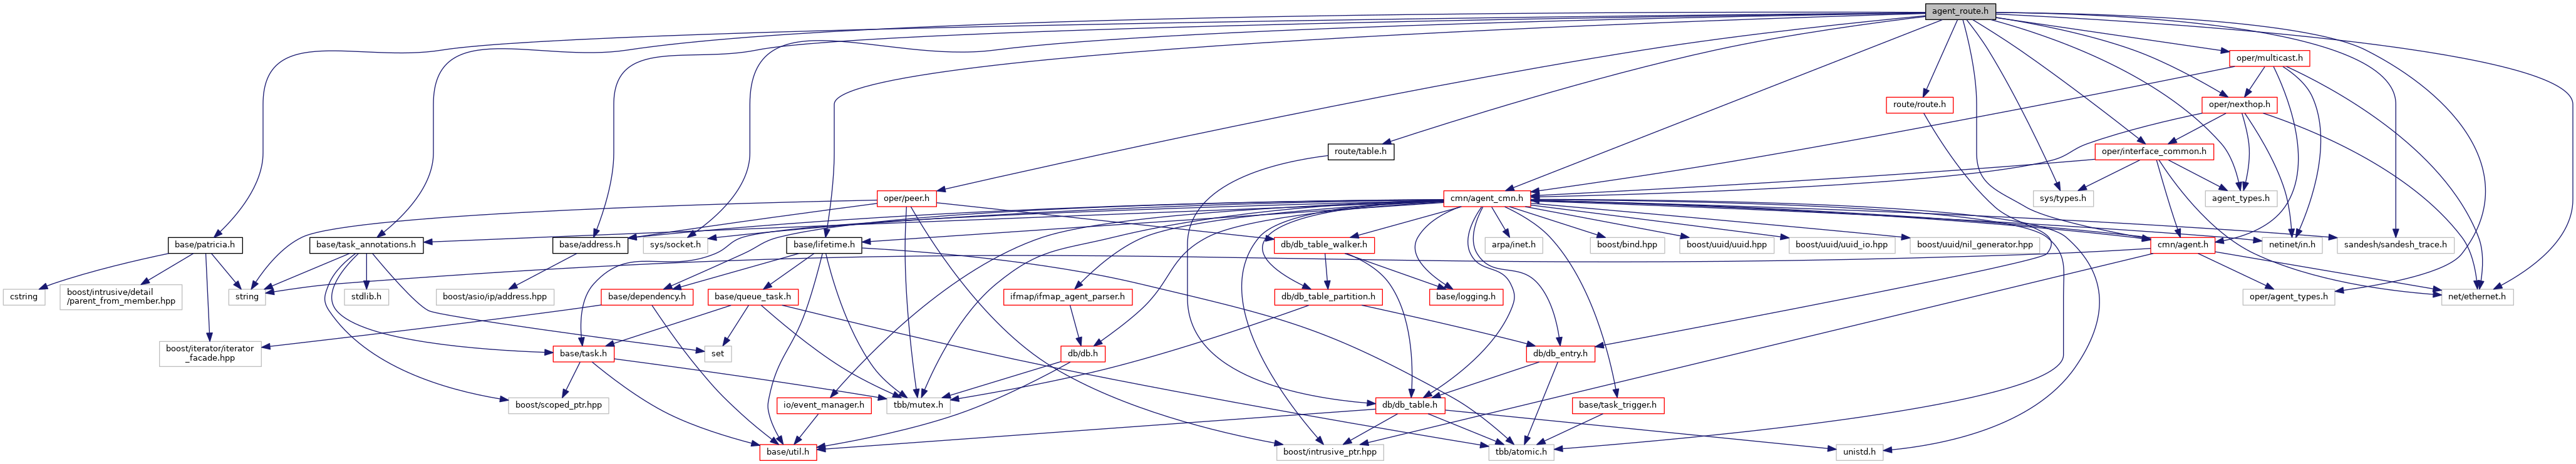 agent_route.h
oper/multicast.h
route/route.h
oper/nexthop.h
route/table.h
oper/interface_common.h
oper/peer.h
cmn/agent_cmn.h
sys/types.h
agent_types.h
base/patricia.h
base/task_annotations.h
base/address.h
sys/socket.h
base/lifetime.h
db/db_table_walker.h
arpa/inet.h
boost/bind.hpp
boost/uuid/uuid.hpp
boost/uuid/uuid_io.hpp
boost/uuid/nil_generator.hpp
cmn/agent.h
netinet/in.h
sandesh/sandesh_trace.h
cstring
boost/intrusive/detail
/parent_from_member.hpp
string
stdlib.h
boost/asio/ip/address.hpp
base/dependency.h
base/queue_task.h
ifmap/ifmap_agent_parser.h
db/db_table_partition.h
base/logging.h
oper/agent_types.h
net/ethernet.h
boost/iterator/iterator
_facade.hpp
base/task.h
set
db/db.h
db/db_entry.h
boost/scoped_ptr.hpp
io/event_manager.h
tbb/mutex.h
db/db_table.h
base/task_trigger.h
base/util.h
boost/intrusive_ptr.hpp
tbb/atomic.h
unistd.h